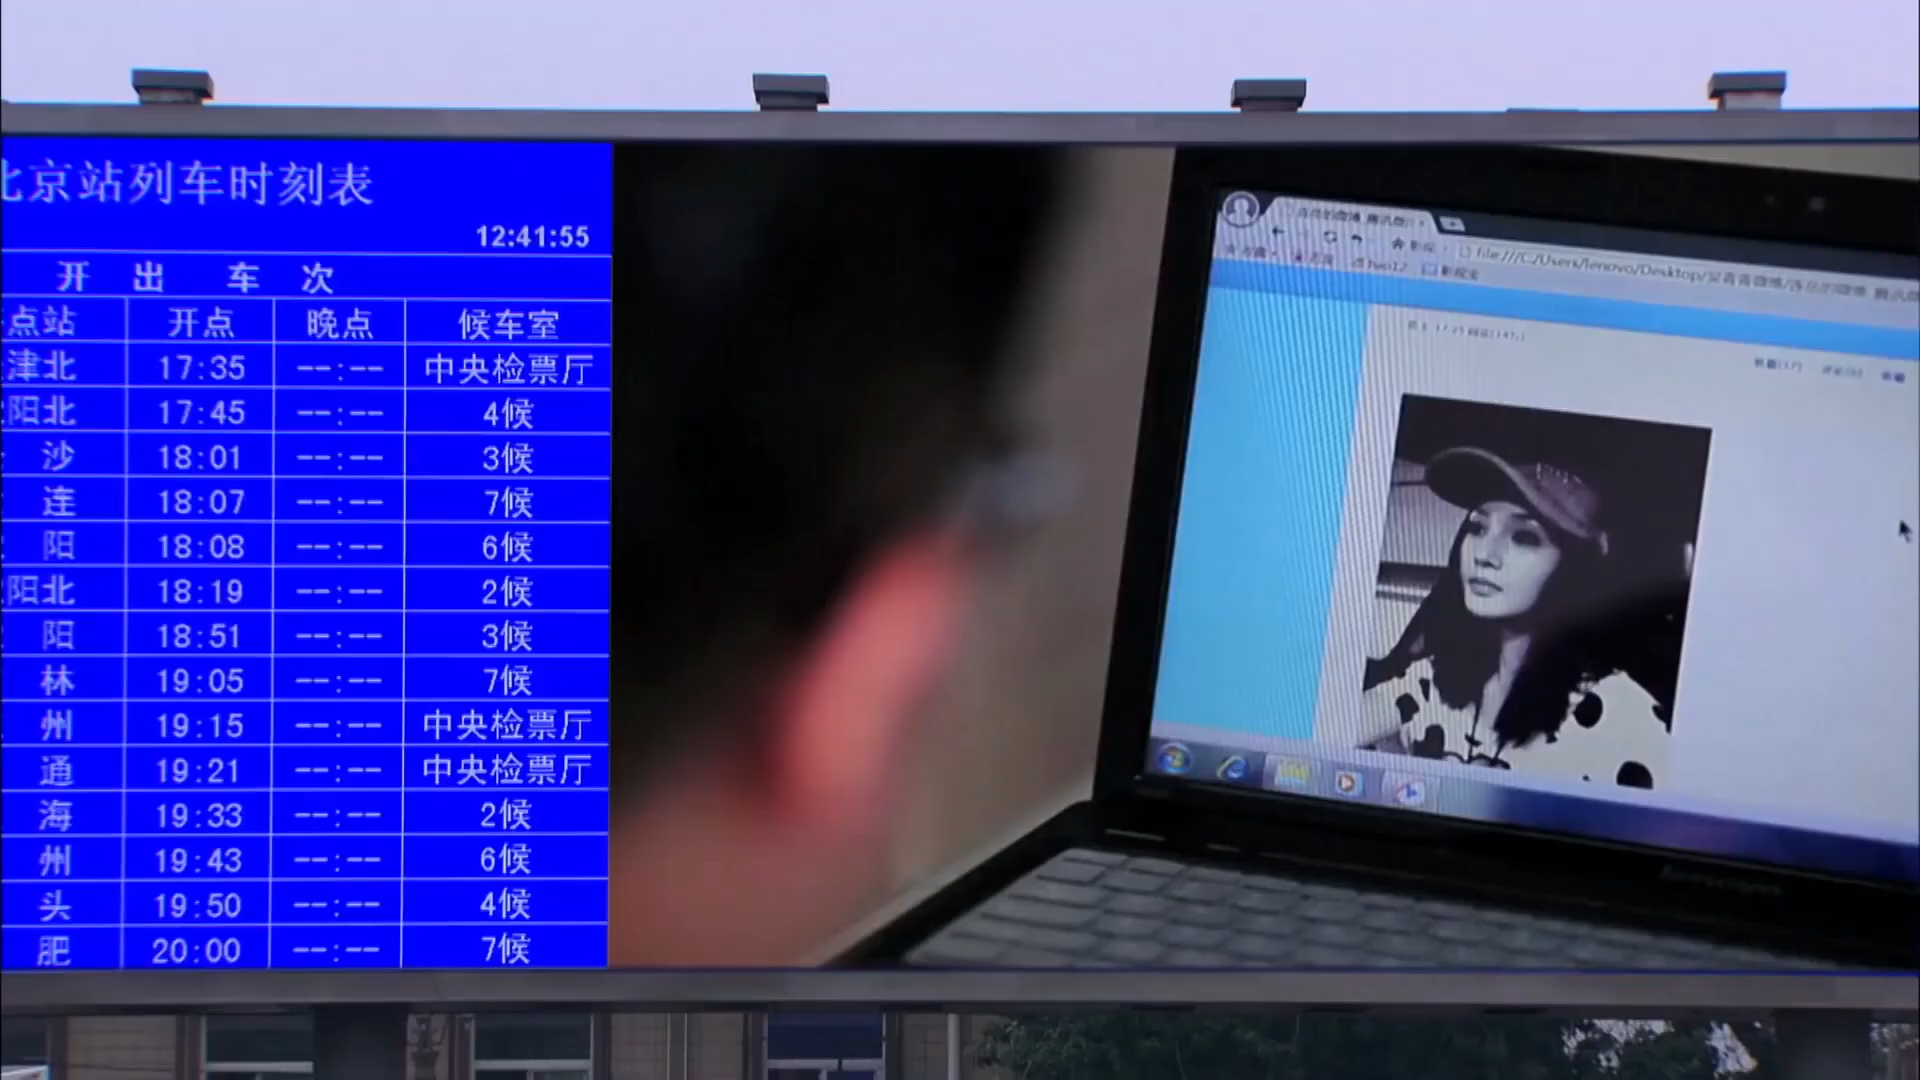 北京站列车时刻表
12:41:55
开 出 车 次
点站 开点 晚点 候车室
津北 17:35 --:-- 中央检票厅
阳北 17:45 --:-- 4候
沙 18:01 --:-- 3候
连 18:07 --:-- 7候
阳 18:08 --:-- 6候
阳北 18:19 --:-- 2候
阳 18:51 --:-- 3候
林 19:05 --:-- 7候
州 19:15 --:-- 中央检票厅
通 19:21 --:-- 中央检票厅
海 19:33 --:-- 2候
州 19:43 --:-- 6候
头 19:50 --:-- 4候
肥 20:00 --:-- 7候
file:///C:/Users/lenovo/Desktop/
hao12